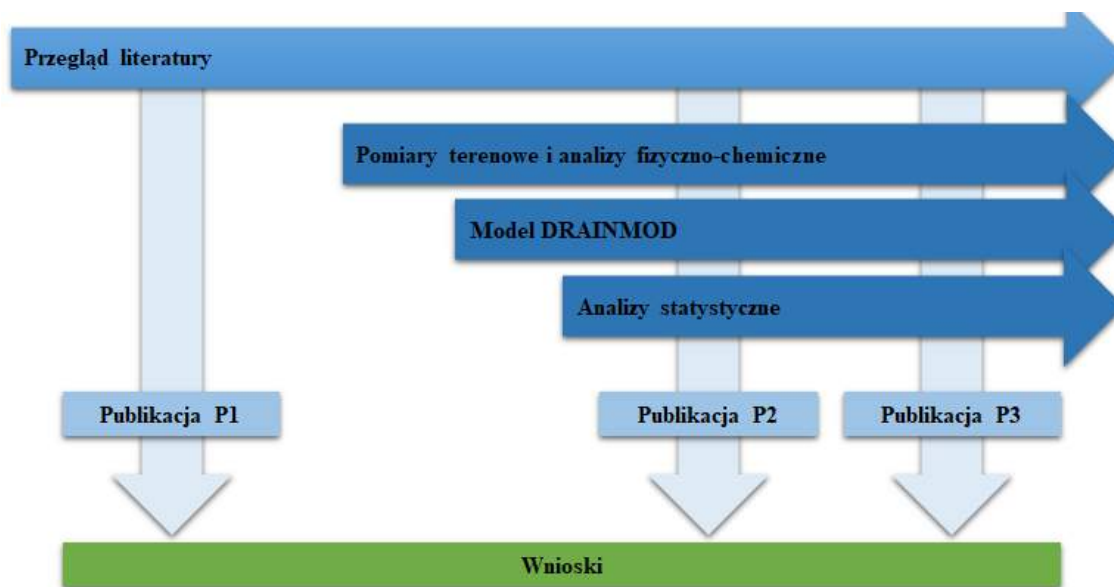 Przegląd literatury
Pomiary terenowe i analizy fizyczno-chemiczne
Model DRAINMOD
Analizy statystyczne
Publikacja P1
Publikacja P2
Publikacja P3
Wnioski